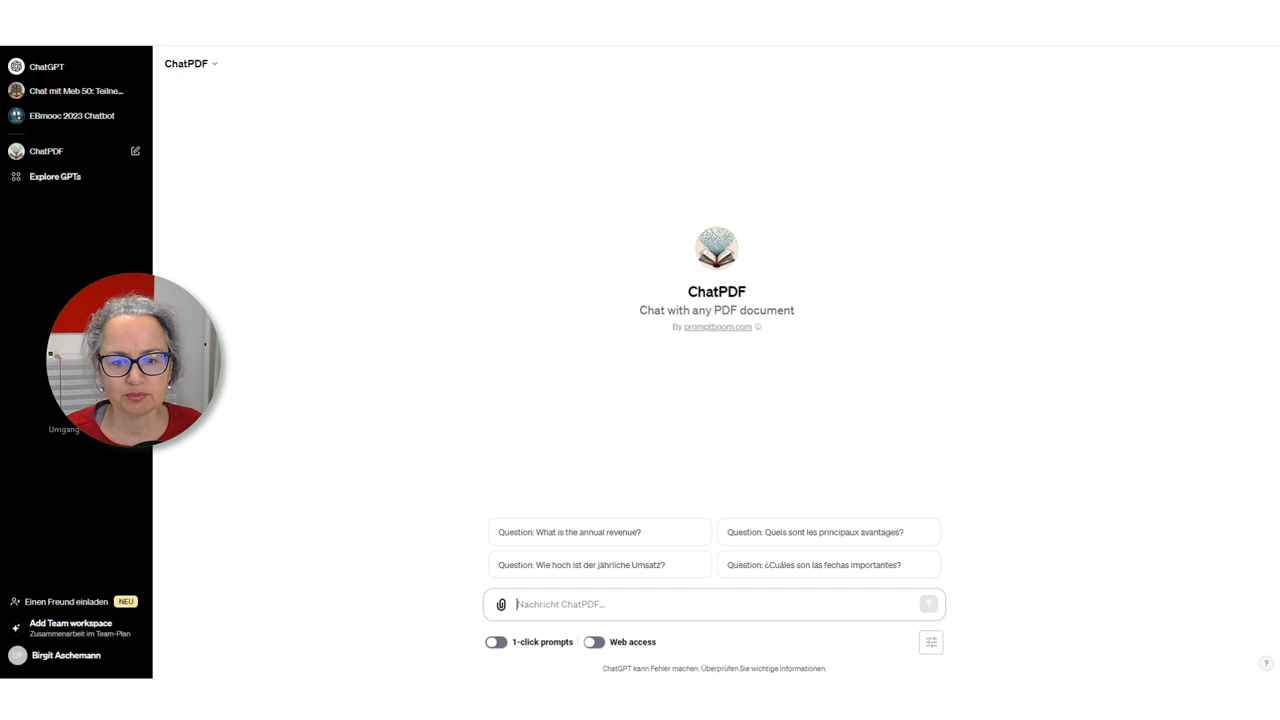 ChatGPT
Chat mit Meb 50: Teilne...
EBmooc 2023 Chatbot
ChatPDF
Explore GPTs
Umgang
Einen Freund einladen NEU
Add Team workspace
Zusammenarbeit im Team-Plan
Birgit Aschemann
ChatPDF
ChatPDF
Chat with any PDF document
By promptboom.com
Question: What is the annual revenue?
Question: Quels sont les principaux avantages?
Question: Wie hoch ist der jährliche Umsatz?
Question: ¿Cuáles son las fechas importantes?
Nachricht ChatPDF...
1-click prompts
Web access
ChatGPT kann Fehler machen. Überprüfen Sie wichtige Informationen.
?